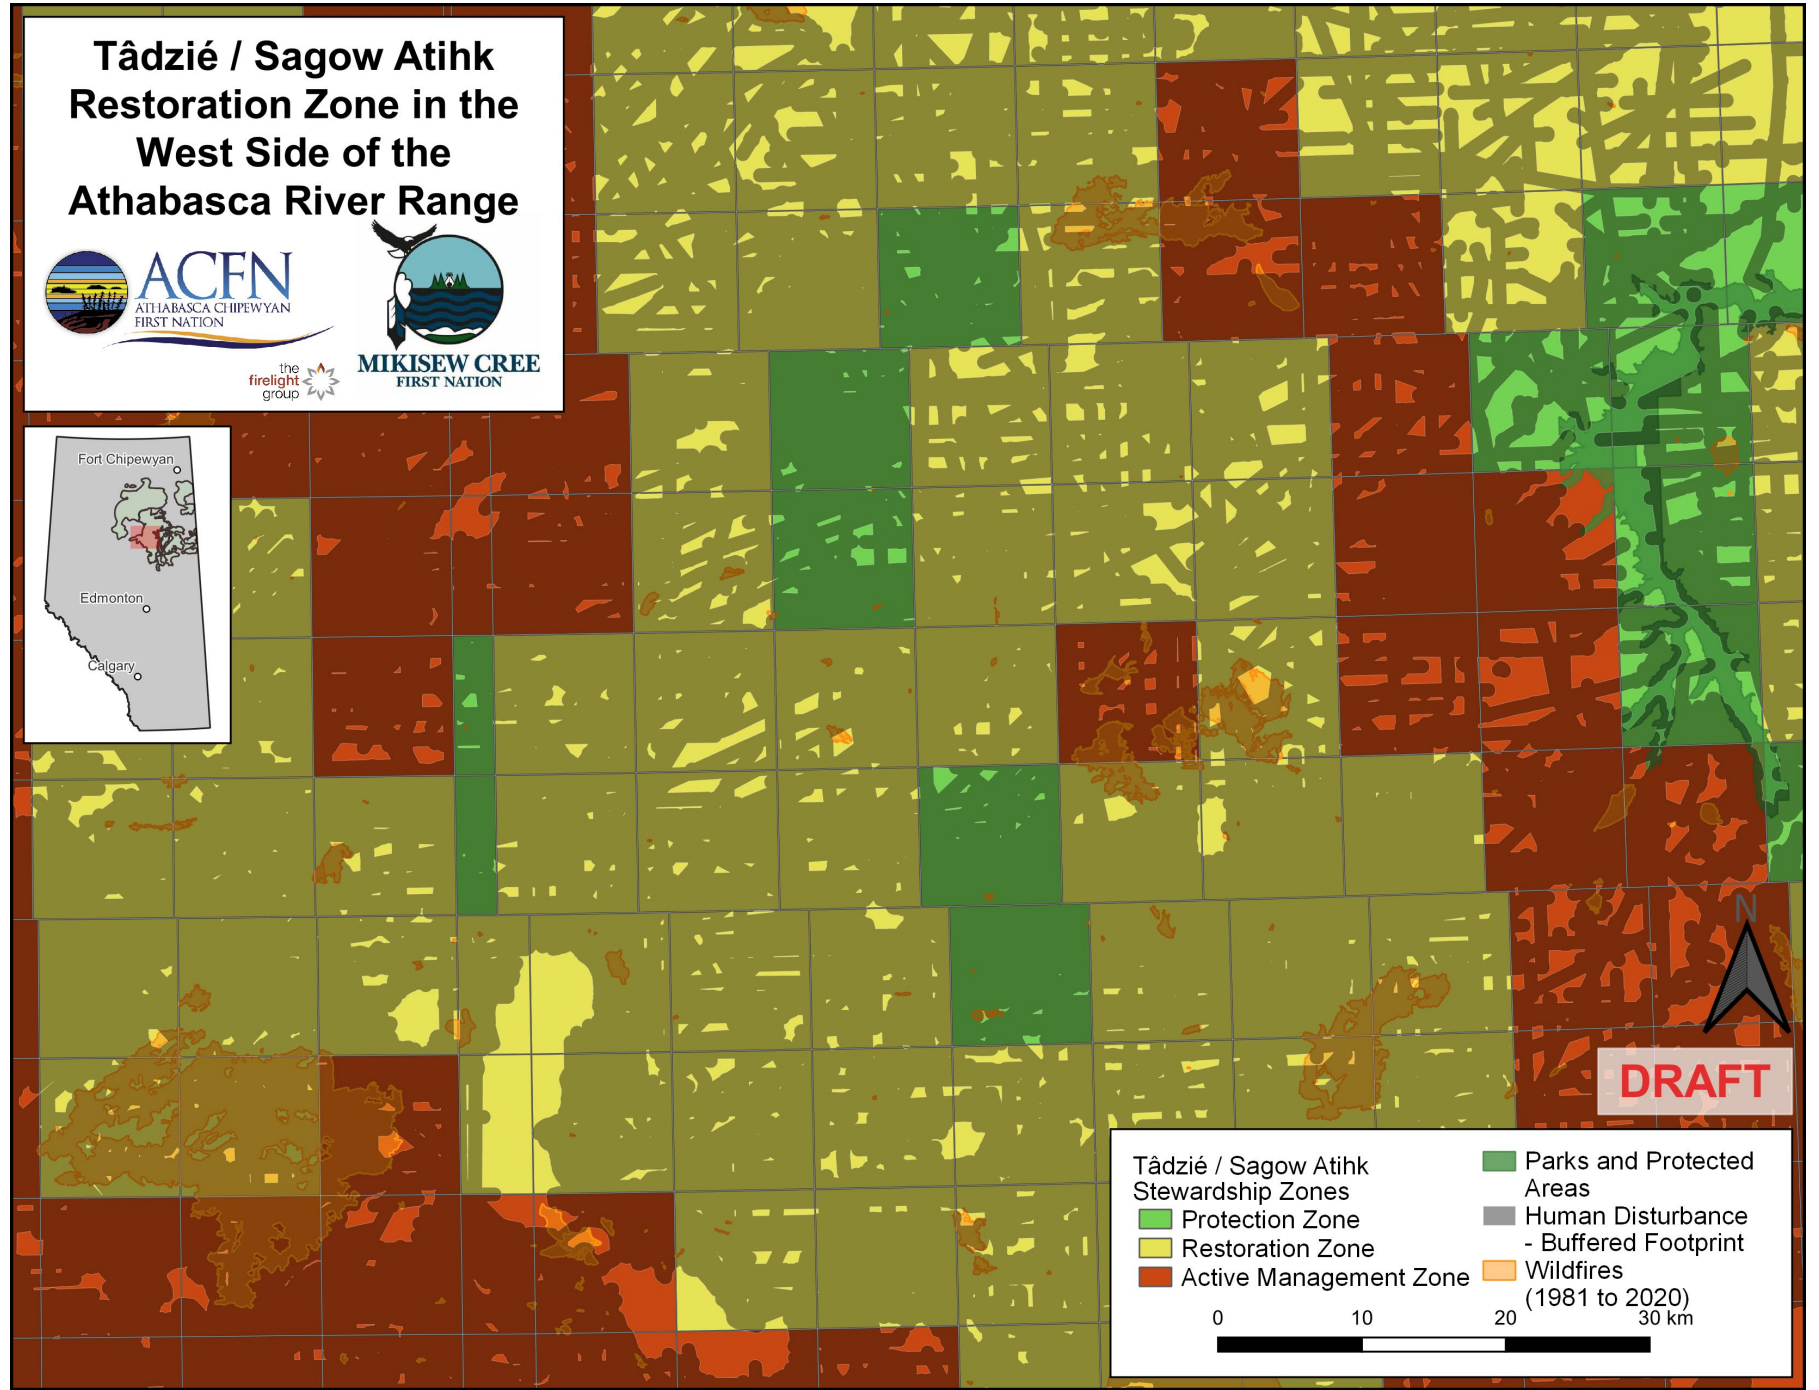 Tâdzié / Sagow Atihk
Restoration Zone in the
West Side of the
Athabasca River Range
ACFN
ATHABASCA CHIPEWYAN
FIRST NATION
the
firelight
group
MIKISEW CREE
FIRST NATION
Fort Chipewyan
Edmonton
Calgary
N
DRAFT
Tâdzié / Sagow Atihk
Stewardship Zones
Protection Zone
Restoration Zone
Active Management Zone
Parks and Protected
Areas
Human Disturbance
- Buffered Footprint
Wildfires
(1981 to 2020)
0 10 20 30 km